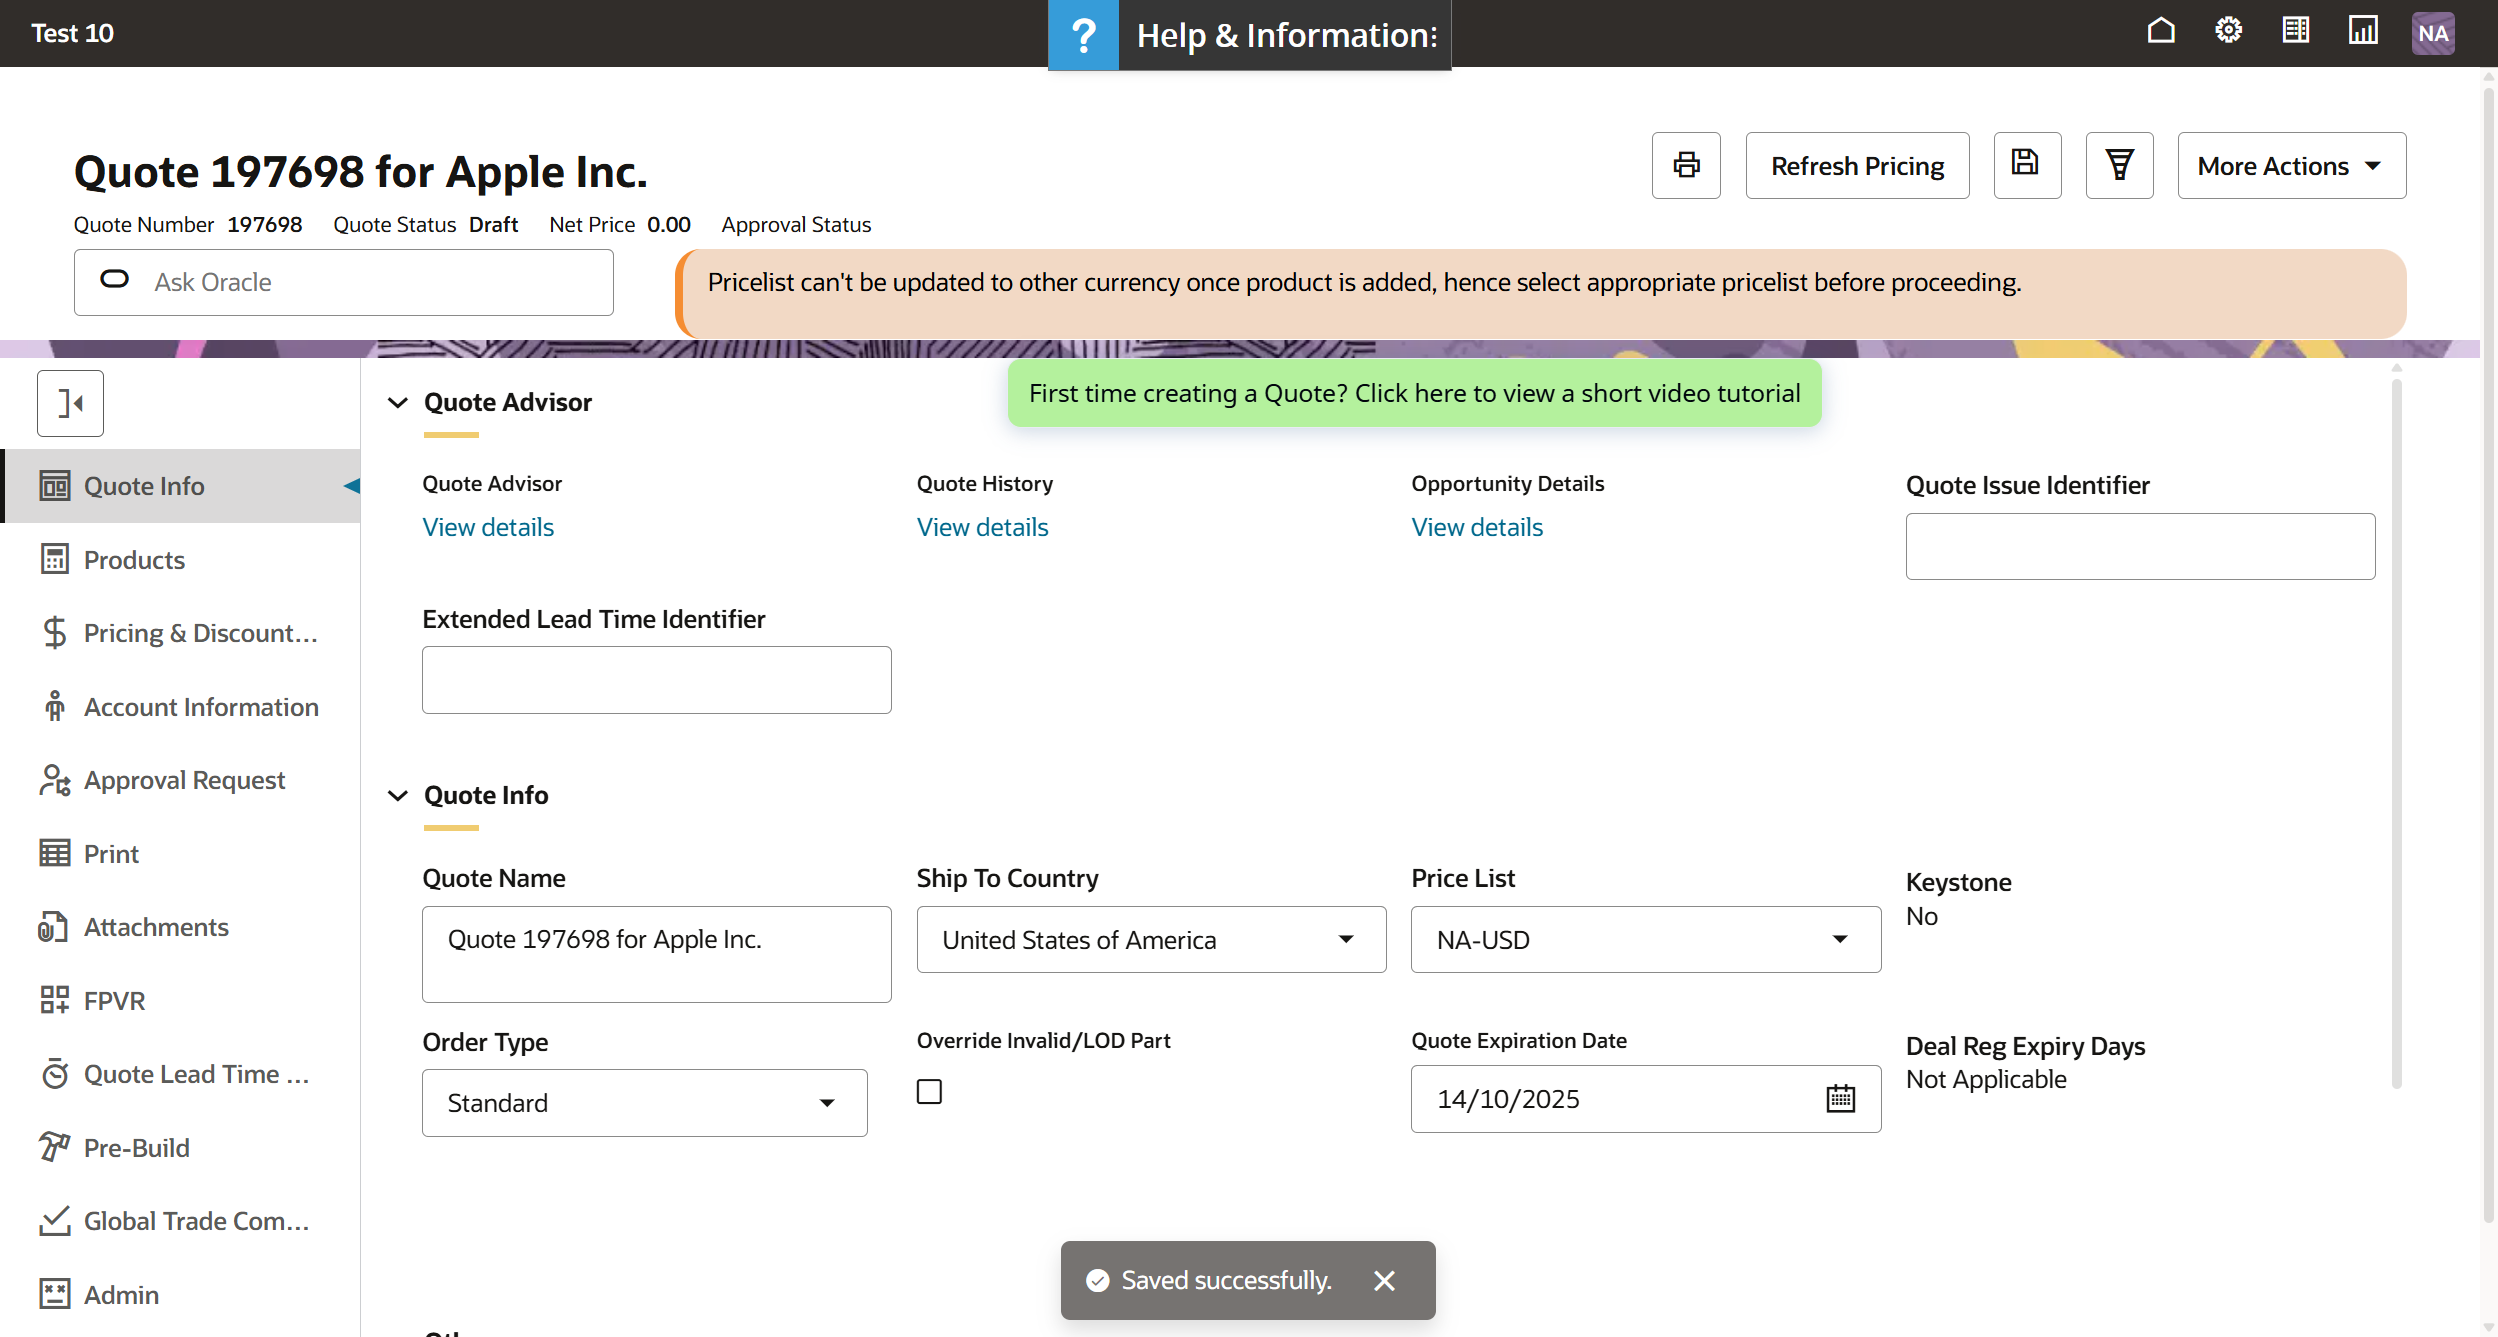 Test 10
? Help & Information:
NA
Quote 197698 for Apple Inc.
Refresh Pricing
More Actions
Quote Number 197698 Quote Status Draft Net Price 0.00 Approval Status
Ask Oracle
Pricelist can't be updated to other currency once product is added, hence select appropriate pricelist before proceeding.
First time creating a Quote? Click here to view a short video tutorial
Quote Info
Products
Pricing & Discount...
Account Information
Approval Request
Print
Attachments
FPVR
Quote Lead Time ...
Pre-Build
Global Trade Com...
Admin
Quote Advisor
Quote Advisor
View details
Quote History
View details
Opportunity Details
View details
Quote Issue Identifier
Extended Lead Time Identifier
Quote Info
Quote Name
Quote 197698 for Apple Inc.
Ship To Country
United States of America
Price List
NA-USD
Keystone
No
Order Type
Standard
Override Invalid/LOD Part
Quote Expiration Date
14/10/2025
Deal Reg Expiry Days
Not Applicable
Saved successfully.